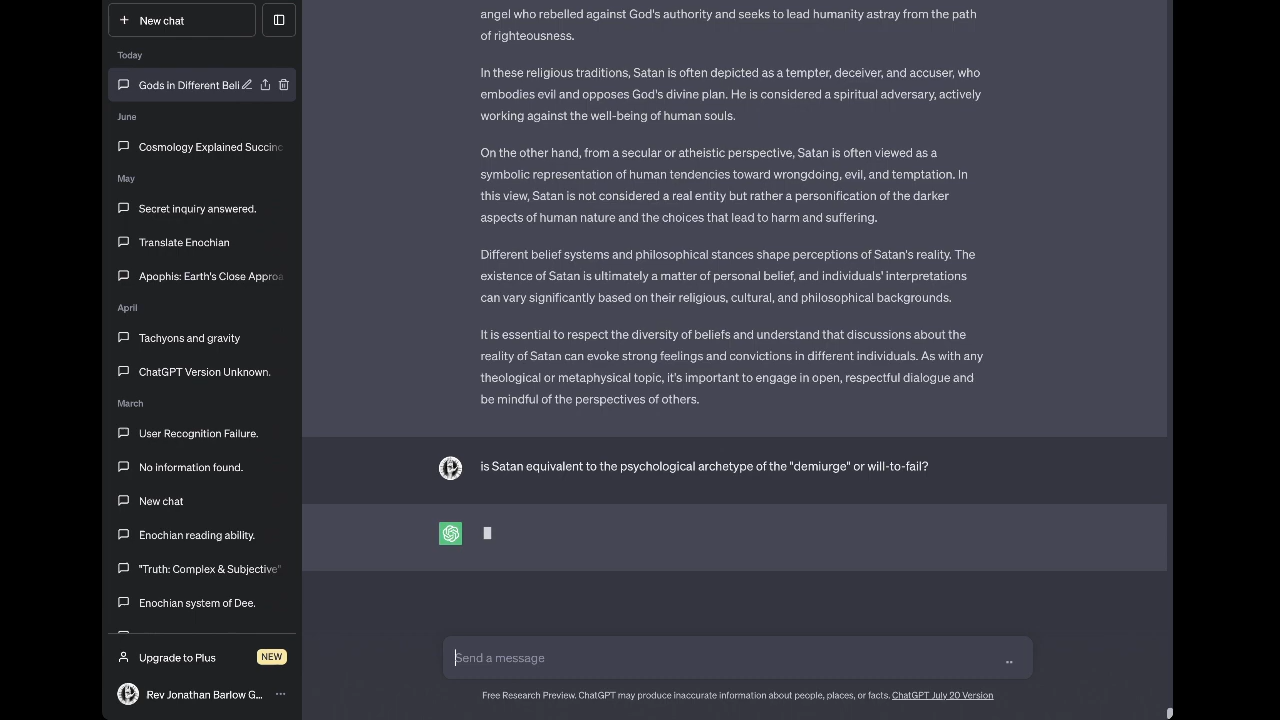 New chat
Today
Gods in Different Beli
June
Cosmology Explained Succinc
May
Secret inquiry answered.
Translate Enochian
Apophis: Earth's Close Approa
April
Tachyons and gravity
ChatGPT Version Unknown.
March
User Recognition Failure.
No information found.
New chat
Enochian reading ability.
"Truth: Complex & Subjective"
Enochian system of Dee.
Upgrade to Plus
NEW
Rev Jonathan Barlow G...
angel who rebelled against God's authority and seeks to lead humanity astray from the path
of righteousness.
In these religious traditions, Satan is often depicted as a tempter, deceiver, and accuser, who
embodies evil and opposes God's divine plan. He is considered a spiritual adversary, actively
working against the well-being of human souls.
On the other hand, from a secular or atheistic perspective, Satan is often viewed as a
symbolic representation of human tendencies toward wrongdoing, evil, and temptation. In
this view, Satan is not considered a real entity but rather a personification of the darker
aspects of human nature and the choices that lead to harm and suffering.
Different belief systems and philosophical stances shape perceptions of Satan's reality. The
existence of Satan is ultimately a matter of personal belief, and individuals' interpretations
can vary significantly based on their religious, cultural, and philosophical backgrounds.
It is essential to respect the diversity of beliefs and understand that discussions about the
reality of Satan can evoke strong feelings and convictions in different individuals. As with any
theological or metaphysical topic, it's important to engage in open, respectful dialogue and
be mindful of the perspectives of others.
is Satan equivalent to the psychological archetype of the "demiurge" or will-to-fail?
Send a message
Free Research Preview. ChatGPT may produce inaccurate information about people, places, or facts. ChatGPT July 20 Version